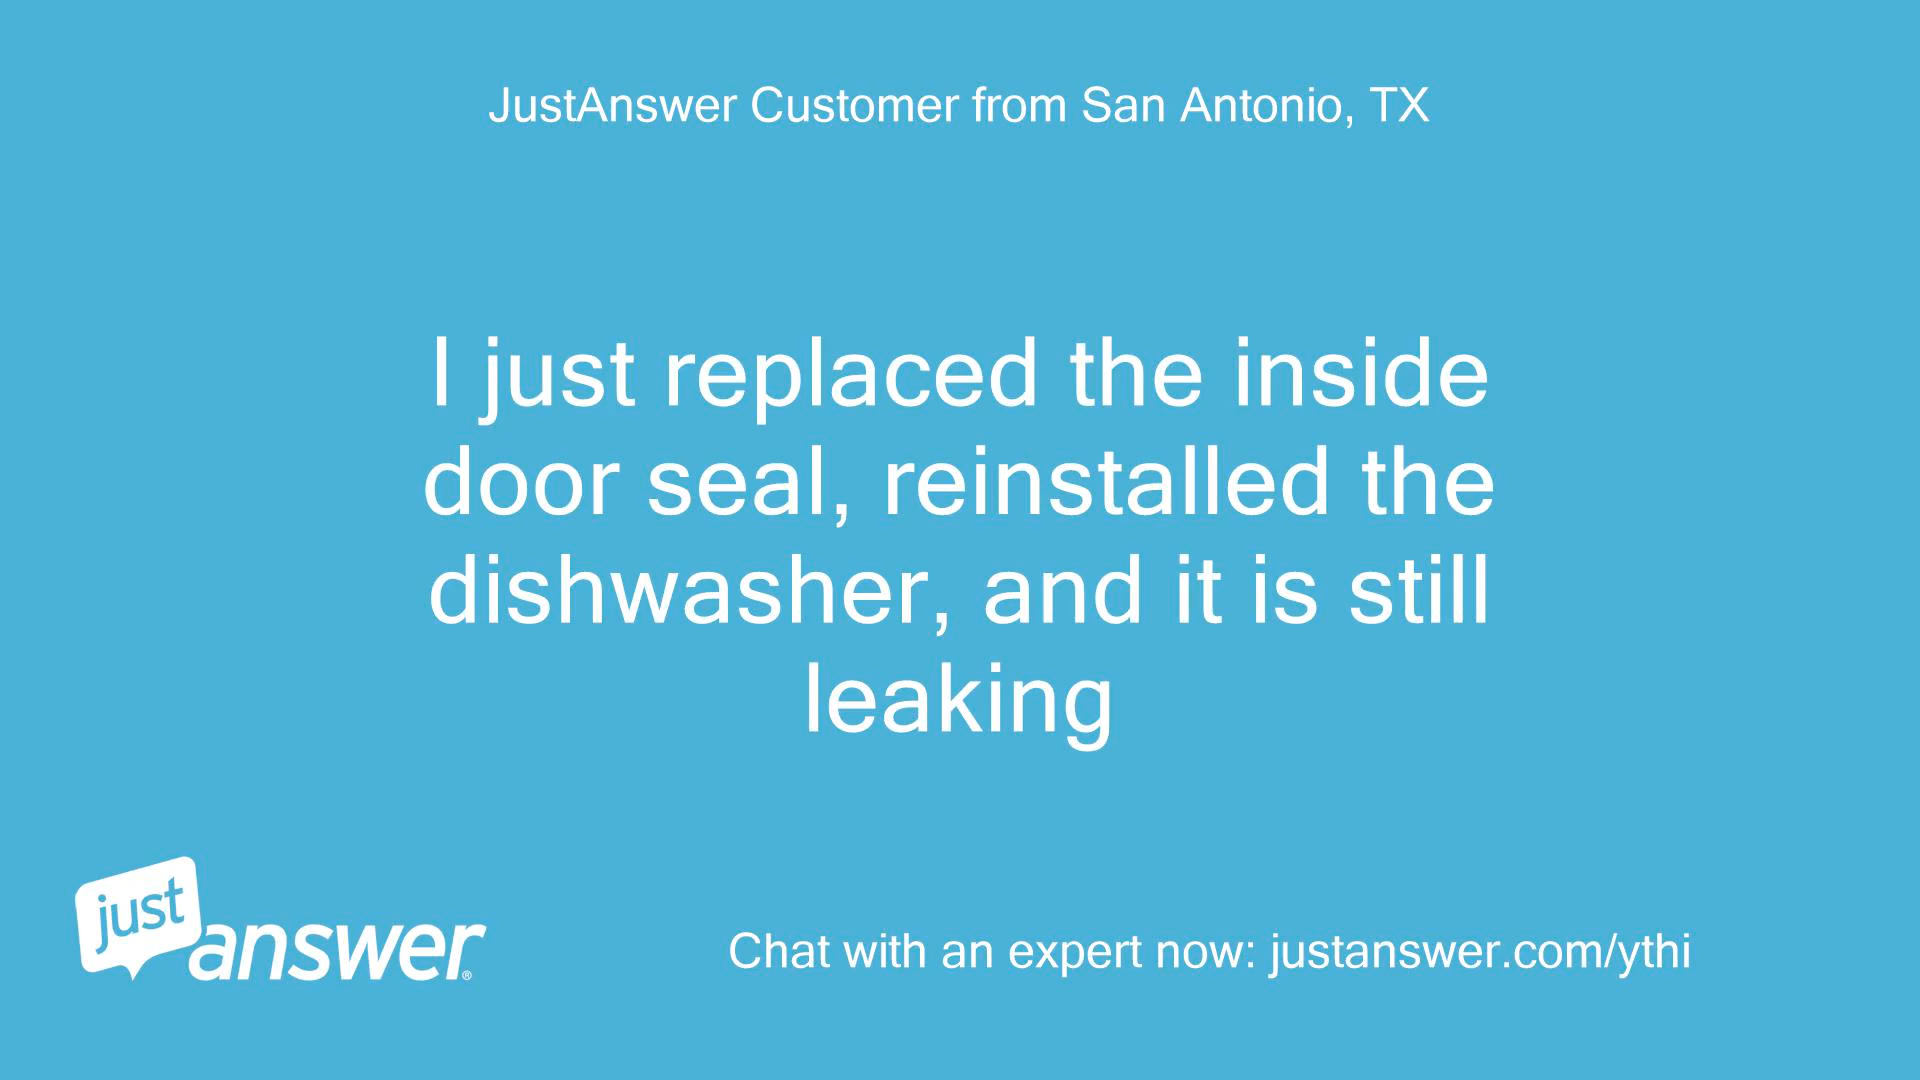 JustAnswer Customer from San Antonio, TX
I just replaced the inside
door seal, reinstalled the
dishwasher, and it is still
leaking
just
answer®
Chat with an expert now: justanswer.com/ythi